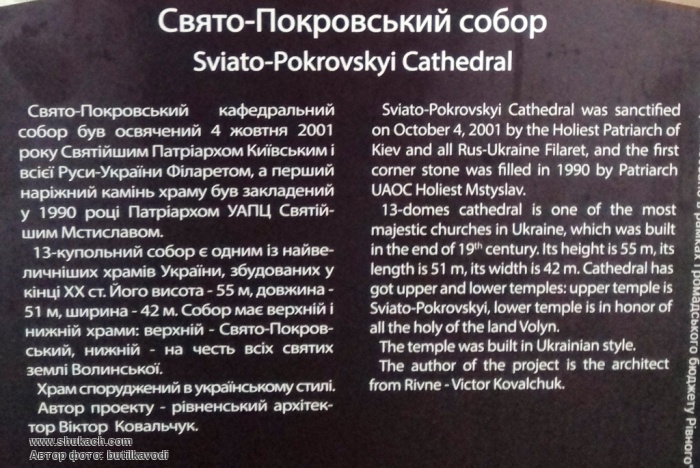 Свято-Покровський собор
Sviato-Pokrovskyi Cathedral
Свято-Покровський кафедральний
собор був освячений 4 жовтня 2001
року Святійшим Патріархом Київським і
всієї Руси-України Філаретом, а перший
наріжний камінь храму був закладений
у 1990 році Патріархом УАПЦ Святій-
шим Мстиславом.
13-купольний собор є одним із найве-
личніших храмів України, збудованих у
кінці ХХ ст. Його висота - 55 м, довжина -
51 м, ширина - 42 м. Собор має верхній і
нижній храми: верхній - Свято-Покров-
ський, нижній - на честь всіх святих
землі Волинської.
Храм споруджений в українському стилі.
Автор проекту - рівненський архітек-
тор Віктор Ковальчук.
Sviato-Pokrovskyi Cathedral was sanctified
on October 4, 2001 by the Holiest Patriarch of
Kiev and all Rus-Ukraine Filaret, and the first
corner stone was filled in 1990 by Patriarch
UAOC Holiest Mstyslav.
13-domes cathedral is one of the most
majestic churches in Ukraine, which was built
in the end of 19th century. Its height is 55 m, its
length is 51 m, its width is 42 m. Cathedral has
got upper and lower temples: upper temple is
Sviato-Pokrovskyi, lower temple is in honor of
all the holy of the land Volyn.
The temple was built in Ukrainian style.
The author of the project is the architect
from Rivne - Victor Kovalchuk.
Громадського бюджету Рівного
www.shukach.com
Автор фото: butilkavodi